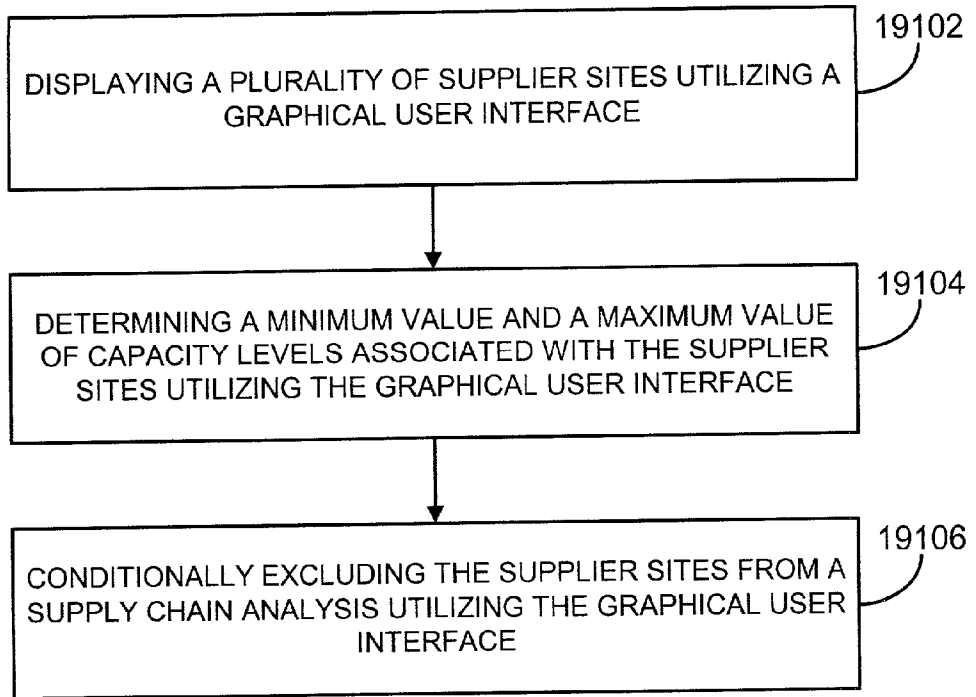 19102
DISPLAYING A PLURALITY OF SUPPLIER SITES UTILIZING A
GRAPHICAL USER INTERFACE
19104
DETERMINING A MINIMUM VALUE AND A MAXIMUM VALUE
OF CAPACITY LEVELS ASSOCIATED WITH THE SUPPLIER
SITES UTILIZING THE GRAPHICAL USER INTERFACE
19106
CONDITIONALLY EXCLUDING THE SUPPLIER SITES FROM A
SUPPLY CHAIN ANALYSIS UTILIZING THE GRAPHICAL USER
INTERFACE